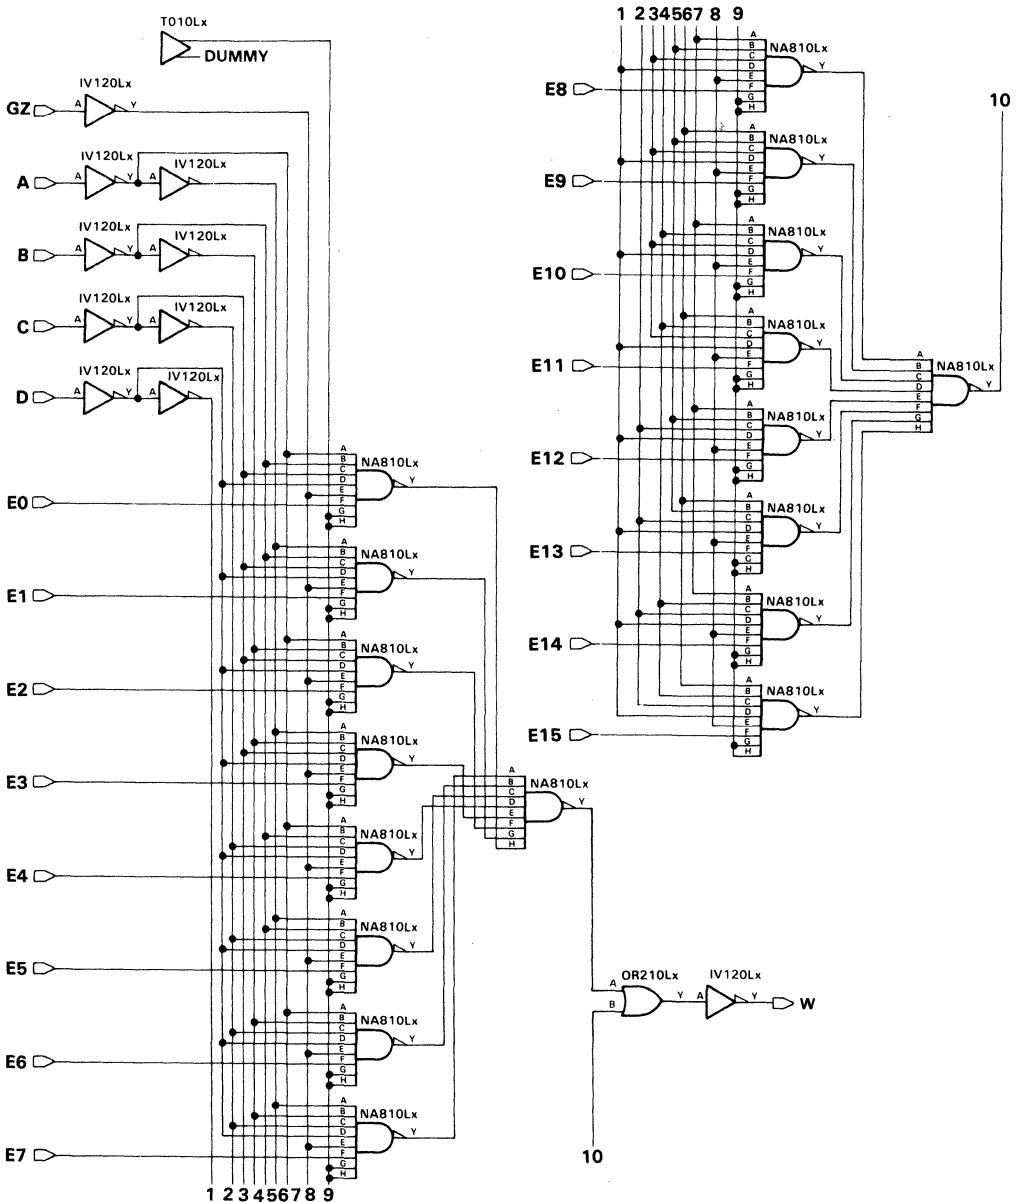 T010Lx
DUMMY
IV120Lx
GZ A Y
IV120Lx IV120Lx
A A Y A Y
IV120Lx IV120Lx
B A Y A Y
IV120Lx IV120Lx
C A Y A Y
IV120Lx IV120Lx
D A Y A Y
A
B NA810Lx
C
D Y
E
E0 F
G
H
A
B NA810Lx
C
D Y
E
E1 F
G
H
A
B NA810Lx
C
D Y
E
E2 F
G
H
A
B NA810Lx
C
D Y
E
E3 F
G
H
A
B NA810Lx
C
D Y
E
E4 F
G
H
A
B NA810Lx
C
D Y
E
E5 F
G
H
A
B NA810Lx
C
D Y
E
E6 F
G
H
A
B NA810Lx
C
D Y
E
E7 F
G
H
1 2 3 4 5 6 7 8 9
A
B NA810Lx
C
D Y
E
F
G
H
1 2 3 4 5 6 7 8 9
A
B NA810Lx
C
D Y
E
E8 F
G
H
A
B NA810Lx
C
D Y
E
E9 F
G
H
A
B NA810Lx
C
D Y
E
E10 F
G
H
A
B NA810Lx
C
D Y
E
E11 F
G
H
A
B NA810Lx
C
D Y
E
E12 F
G
H
A
B NA810Lx
C
D Y
E
E13 F
G
H
A
B NA810Lx
C
D Y
E
E14 F
G
H
A
B NA810Lx
C
D Y
E
E15 F
G
H
10
A
B NA810Lx
C
D Y
E
F
G
H
OR210Lx IV120Lx
A
B Y A Y W
10